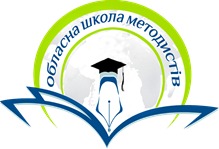 обласна школа методистів